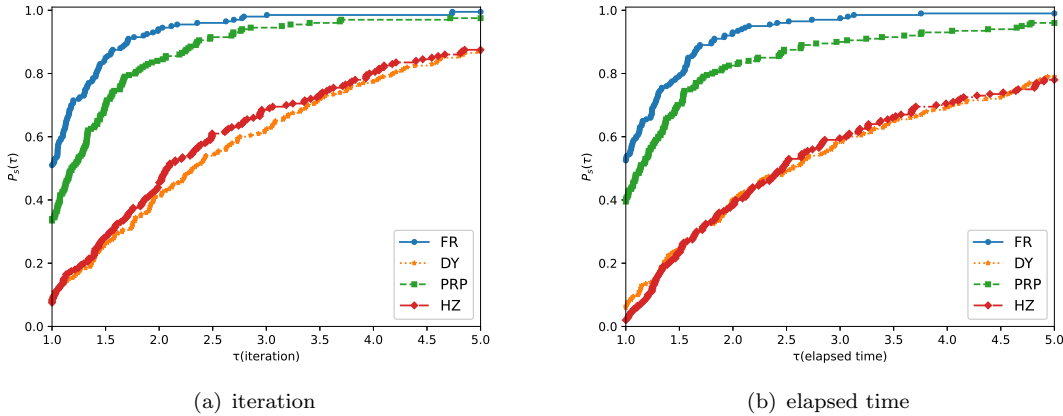 1.0
0.8
0.6
0.4
0.2
0.0
P_s(τ)
1.0 1.5 2.0 2.5 3.0 3.5 4.0 4.5 5.0
τ(iteration)
FR
DY
PRP
HZ
(a) iteration
1.0
0.8
0.6
0.4
0.2
0.0
P_s(τ)
1.0 1.5 2.0 2.5 3.0 3.5 4.0 4.5 5.0
τ(elapsed time)
FR
DY
PRP
HZ
(b) elapsed time